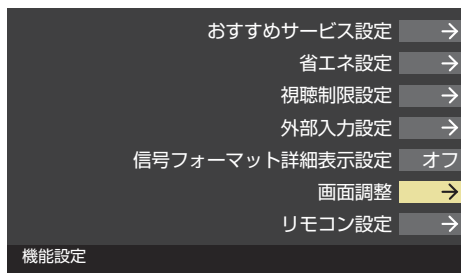 おすすめサービス設定 →
省エネ設定 →
視聴制限設定 →
外部入力設定 →
信号フォーマット詳細表示設定 オフ
画面調整 →
リモコン設定 →
機能設定